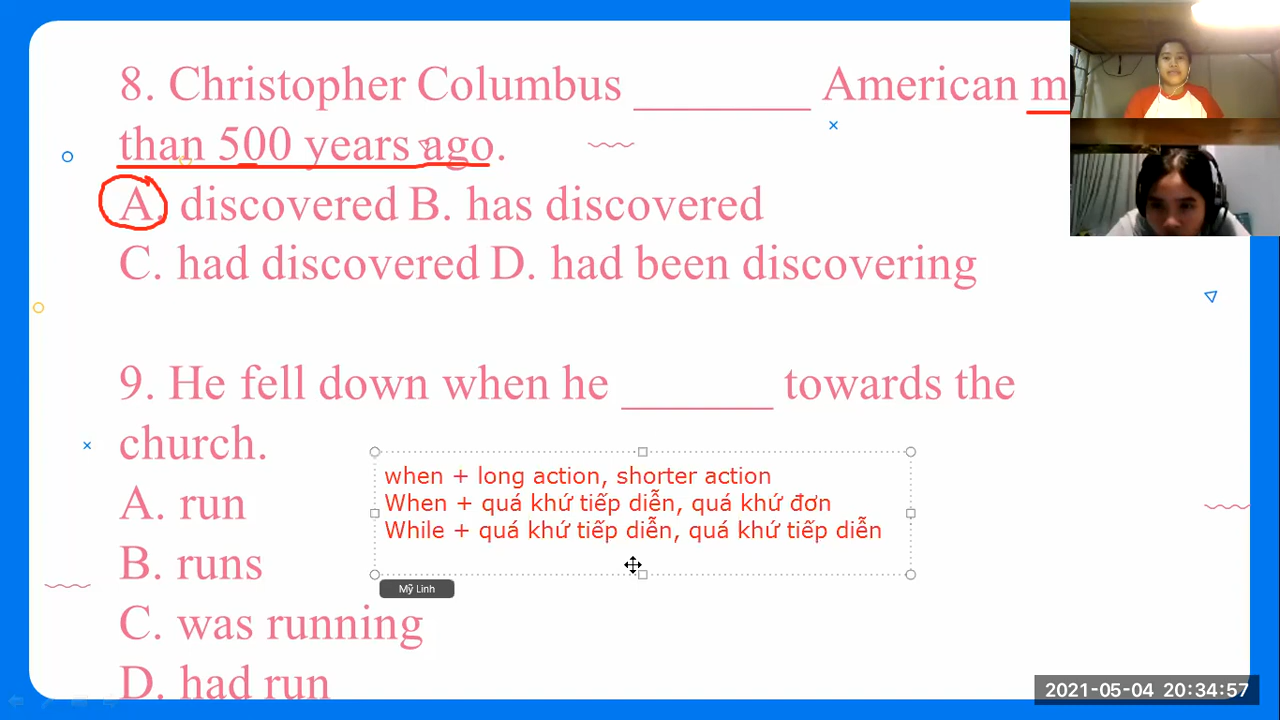 8. Christopher Columbus ________ American m
than 500 years ago.
A. discovered B. has discovered
C. had discovered D. had been discovering
9. He fell down when he _______ towards the
church.
A. run
B. runs
C. was running
D. had run
when + long action, shorter action
When + quá khứ tiếp diễn, quá khứ đơn
While + quá khứ tiếp diễn, quá khứ tiếp diễn
Mỹ Linh
2021-05-04 20:34:57